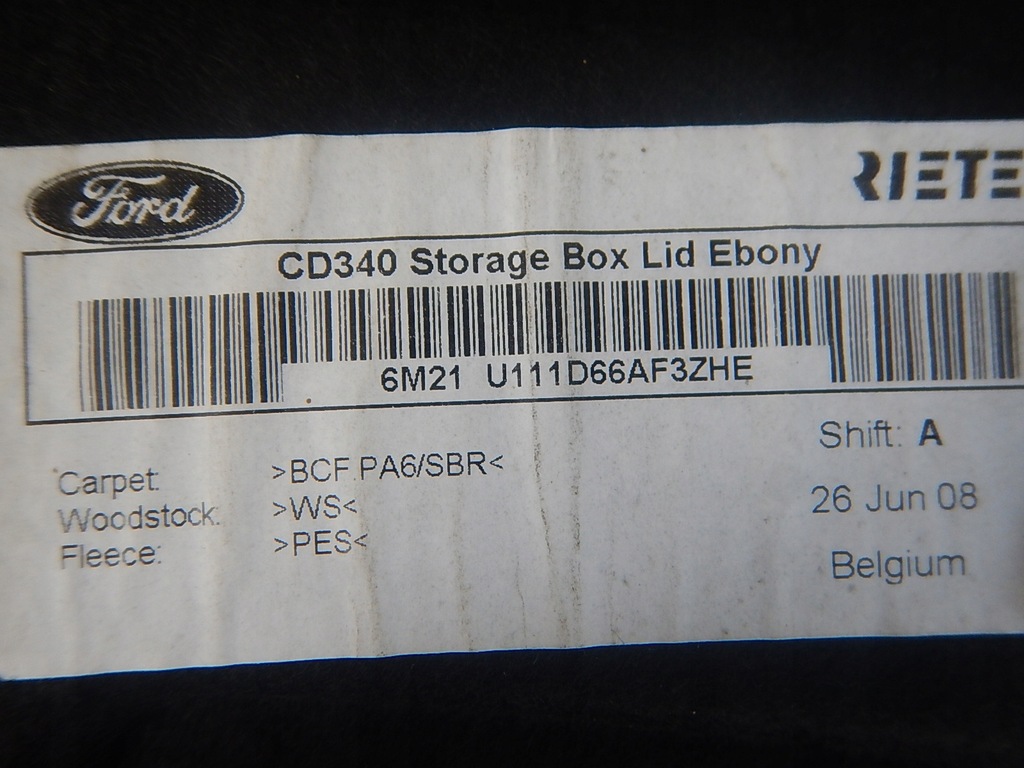 Ford
RIETE
CD340 Storage Box Lid Ebony
6M21 U111D66AF3ZHE
Shift: A
Carpet: >BCF.PA6/SBR<
Woodstock: >WS<
26 Jun 08
Fleece: >PES<
Belgium